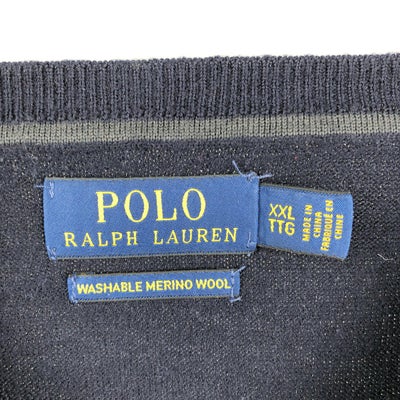 POLO
RALPH LAUREN
XXL
TTG
MADE IN
CHINA
FABRIQUÉ EN
CHINE
WASHABLE MERINO WOOL